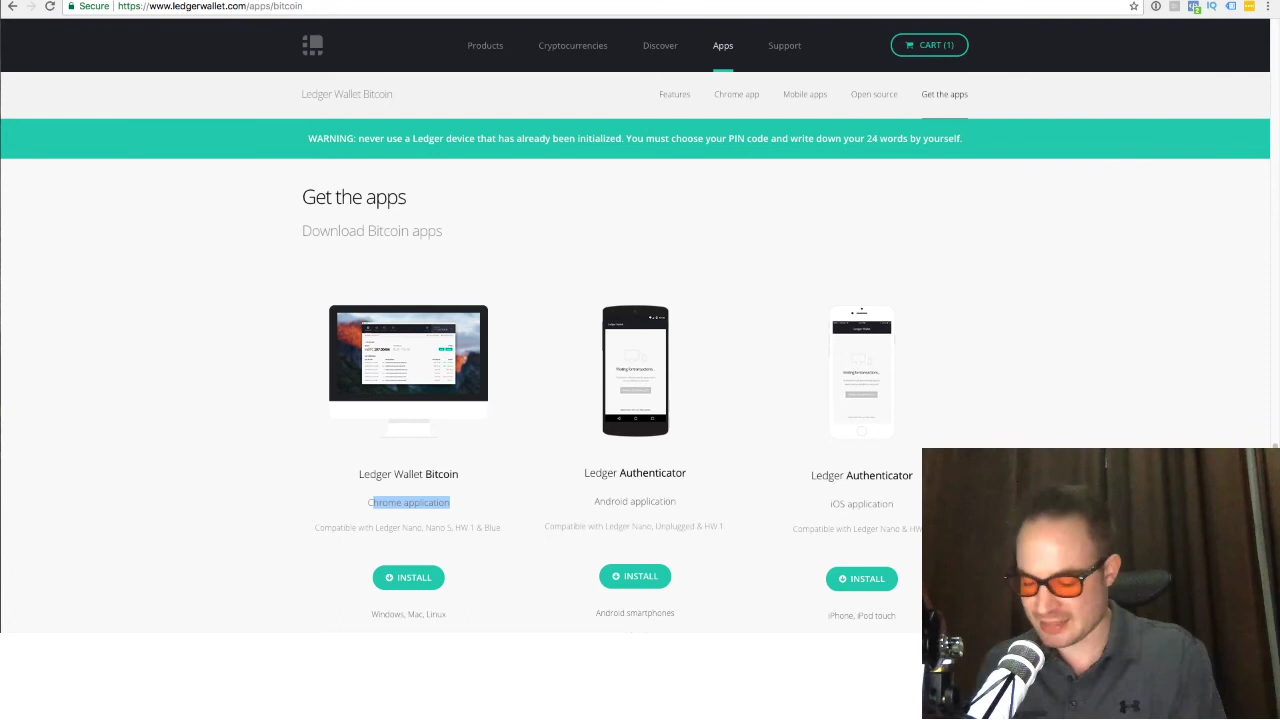 Secure https://www.ledgerwallet.com/apps/bitcoin
Products Cryptocurrencies Discover Apps Support CART (1)
Ledger Wallet Bitcoin Features Chrome app Mobile apps Open source Get the apps
WARNING: never use a Ledger device that has already been initialized. You must choose your PIN code and write down your 24 words by yourself.
Get the apps
Download Bitcoin apps
Ledger Wallet Bitcoin
Chrome application
Compatible with Ledger Nano, Nano S, HW.1 & Blue
INSTALL
Windows, Mac, Linux
Ledger Authenticator
Android application
Compatible with Ledger Nano, Unplugged & HW.1
INSTALL
Android smartphones
Ledger Authenticator
iOS application
Compatible with Ledger Nano & HW
INSTALL
iPhone, iPod touch